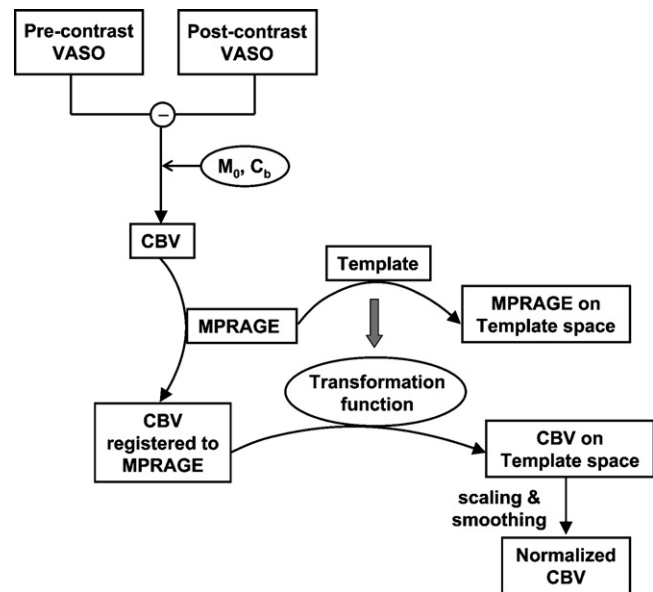 Pre-contrast
VASO
Post-contrast
VASO
−
M₀, C_b
CBV
Template
MPRAGE
MPRAGE on
Template space
Transformation
function
CBV
registered to
MPRAGE
CBV on
Template space
scaling &
smoothing
Normalized
CBV